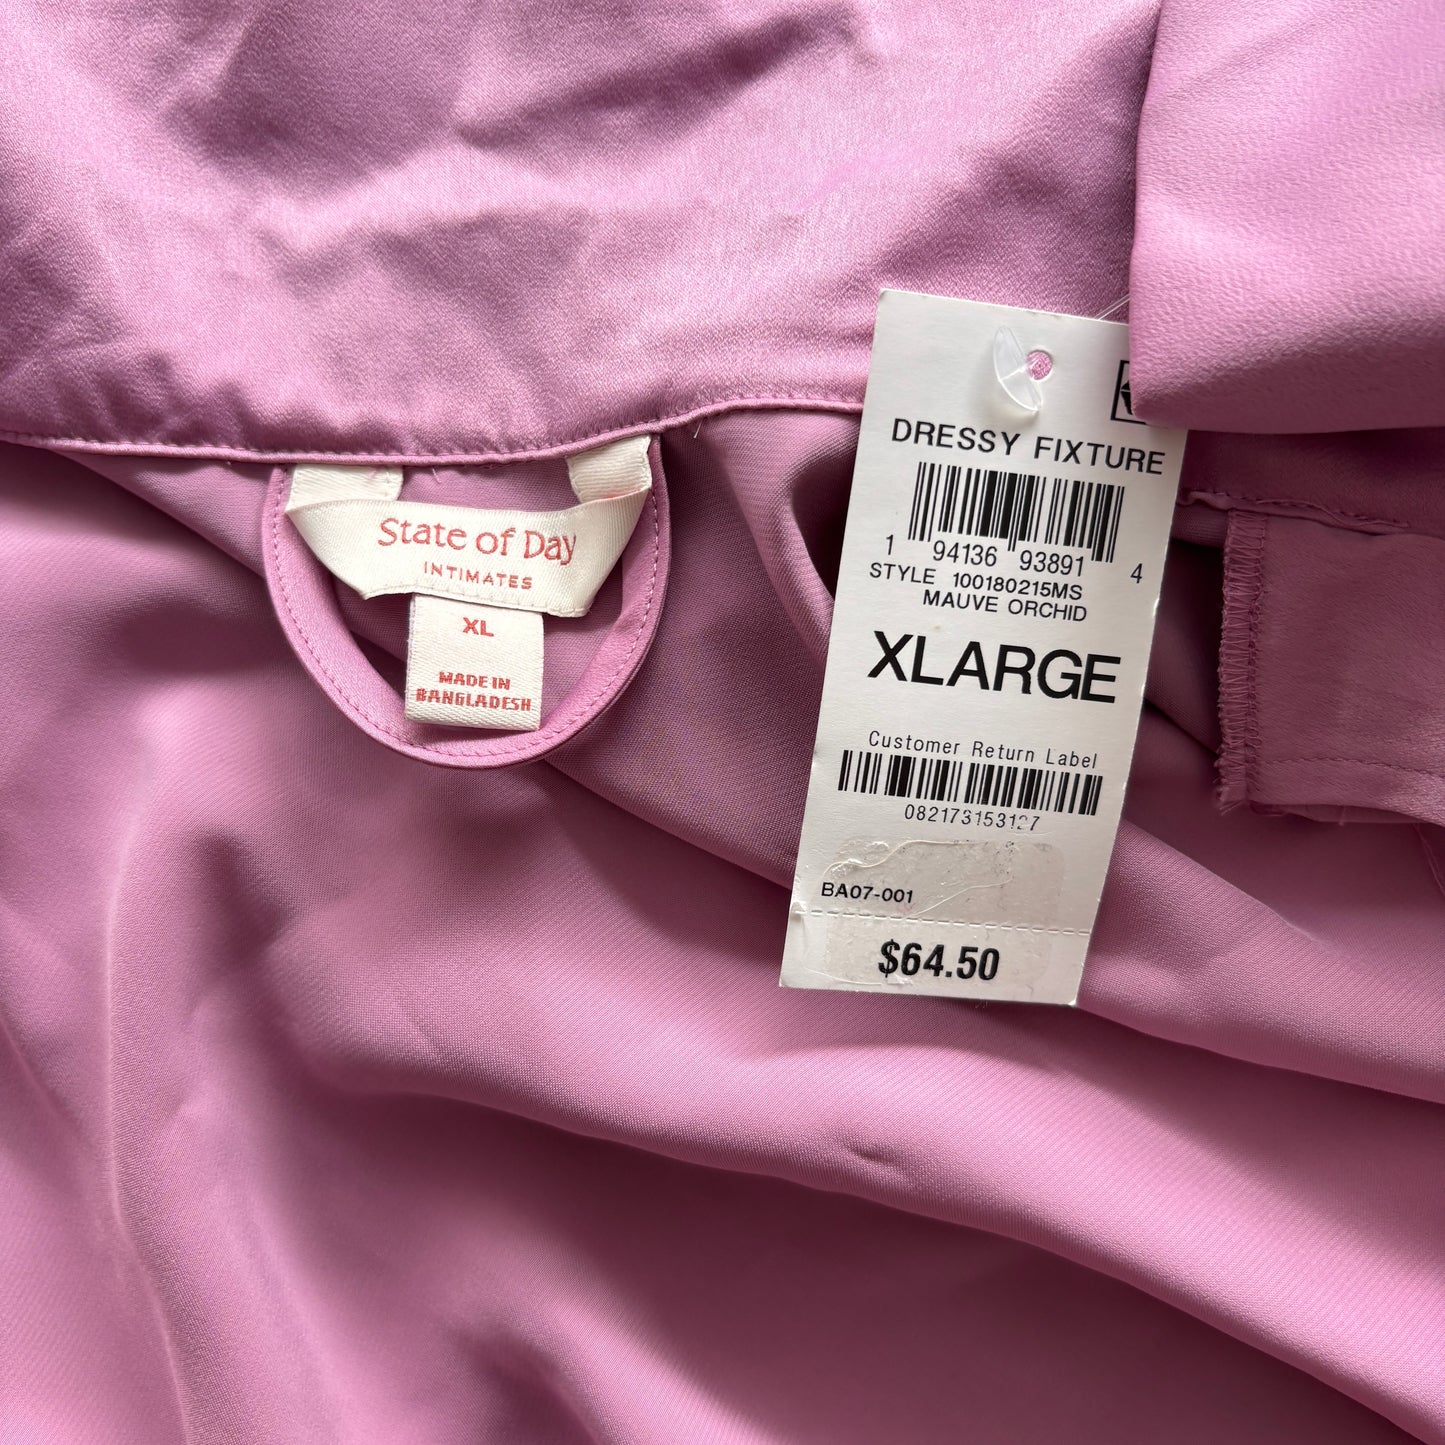 State of Day
INTIMATES
XL
MADE IN
BANGLADESH
DRESSY FIXTURE
1 94136 93891 4
STYLE 100180215MS
MAUVE ORCHID
XLARGE
Customer Return Label
BA07-001
$64.50